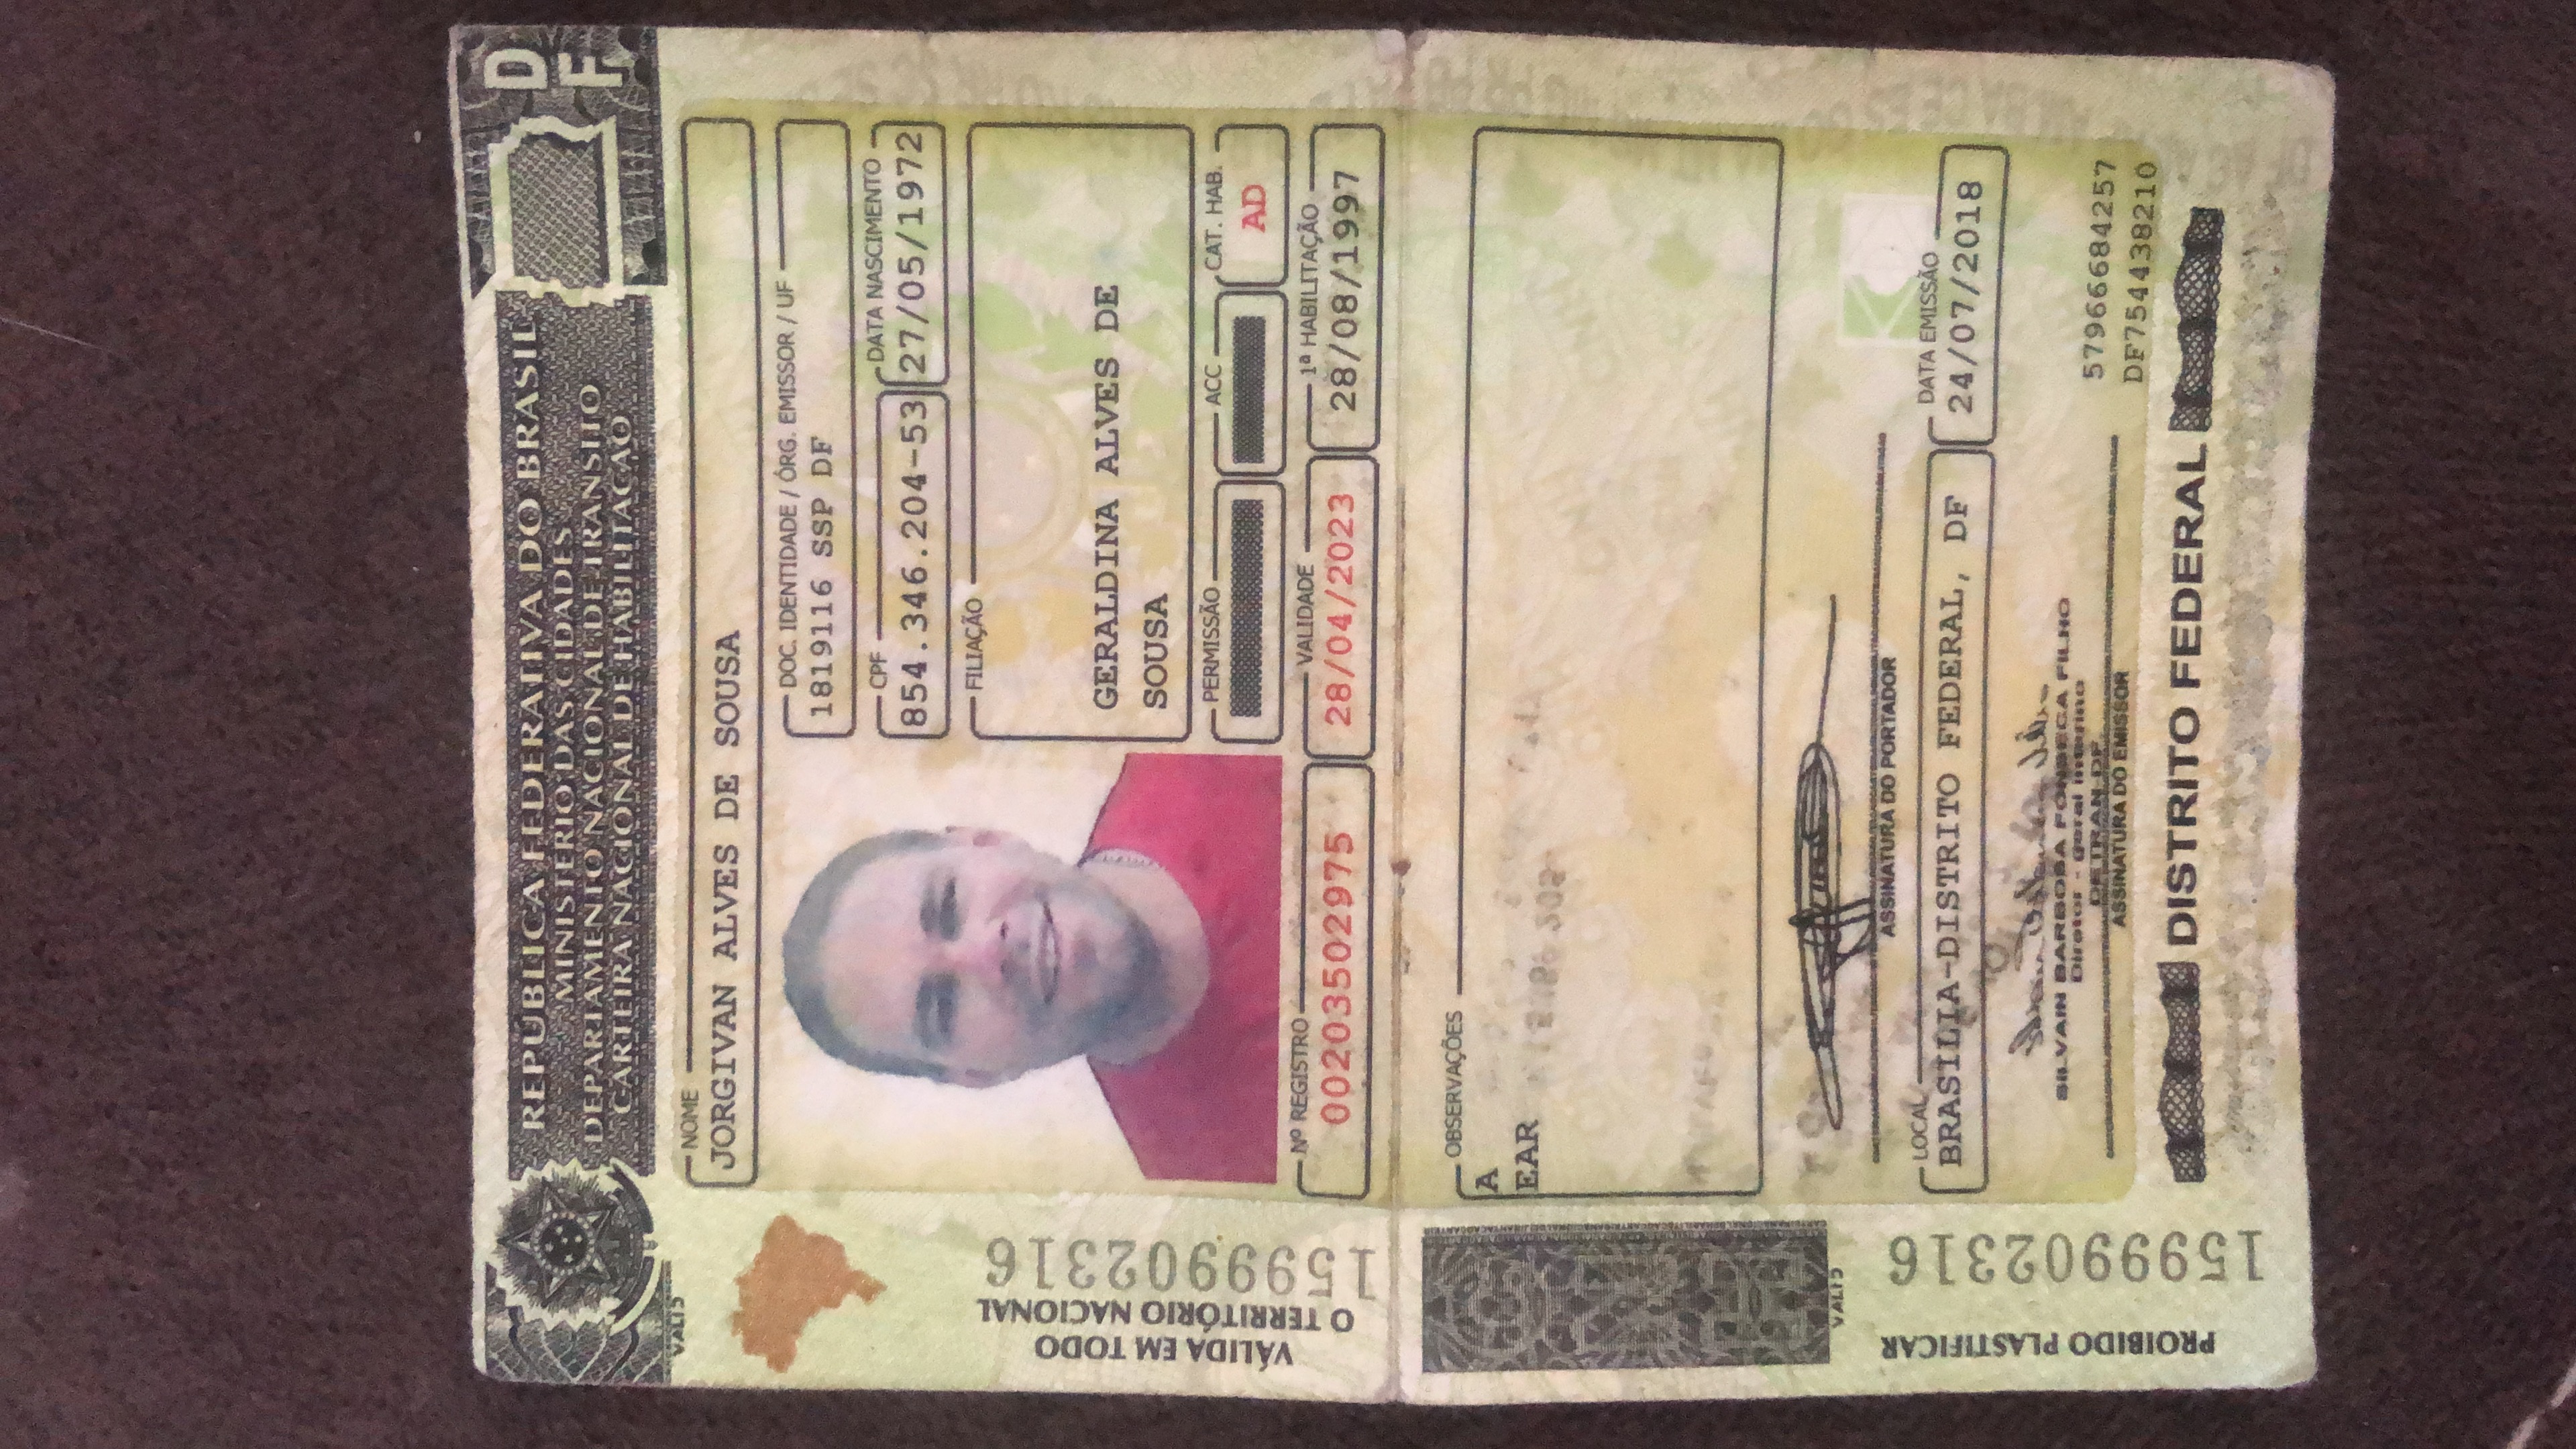 REPÚBLICA FEDERATIVA DO BRASIL
MINISTÉRIO DAS CIDADES
DEPARTAMENTO NACIONAL DE TRÂNSITO
CARTEIRA NACIONAL DE HABILITAÇÃO
DF
NOME
JORGIVAN ALVES DE SOUSA
DOC. IDENTIDADE / ÓRG. EMISSOR / UF
1819116 SSP DF
CPF
854.346.204-53
DATA NASCIMENTO
27/05/1972
FILIAÇÃO
GERALDINA ALVES DE
SOUSA
PERMISSÃO
ACC
CAT. HAB.
AD
Nº REGISTRO
00203502975
VALIDADE
28/04/2023
1ª HABILITAÇÃO
28/08/1997
VÁLIDA EM TODO
O TERRITÓRIO NACIONAL
1599902316
OBSERVAÇÕES
A
EAR
ASSINATURA DO PORTADOR
LOCAL
BRASILIA-DISTRITO FEDERAL, DF
DATA EMISSÃO
24/07/2018
SILVAIN BARBOSA FONSECA FILHO
Diretor - Geral Interino
DETRAN-DF
ASSINATURA DO EMISSOR
57966684257
DF754438210
DISTRITO FEDERAL
PROIBIDO PLASTIFICAR
1599902316